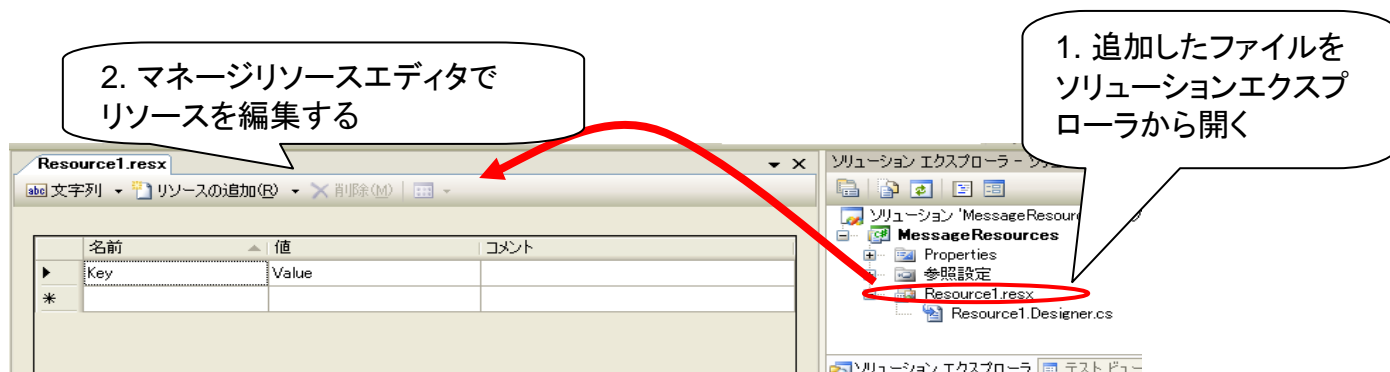 1. 追加したファイルを
ソリューションエクスプ
ローラから開く
2. マネージリソースエディタで
リソースを編集する
Resource1.resx
文字列 リソースの追加(R) 削除(M)
名前 値 コメント
Key Value
ソリューション エクスプローラ -
ソリューション 'MessageResour
MessageResources
Properties
参照設定
Resource1.resx
Resource1.Designer.cs
ソリューション エクスプローラ テスト ビュー